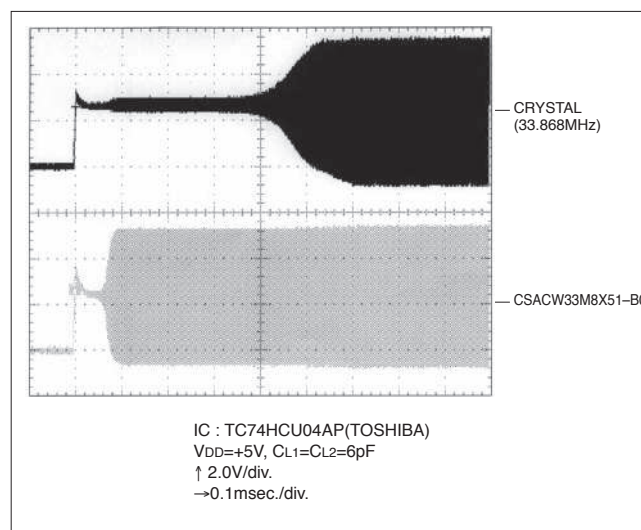 CRYSTAL
(33.868MHz)
CSACW33M8X51–B0
IC : TC74HCU04AP(TOSHIBA)
VDD=+5V, CL1=CL2=6pF
↑ 2.0V/div.
→0.1msec./div.